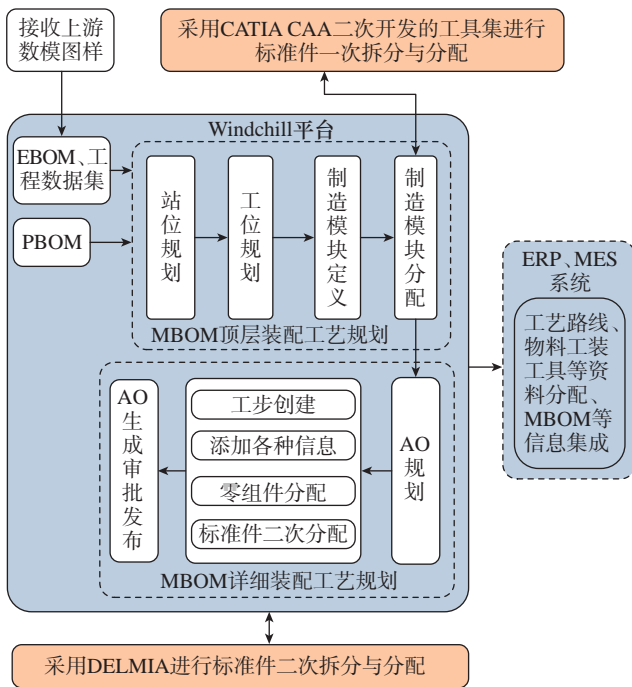 接收上游
数模图样
采用CATIA CAA二次开发的工具集进行
标准件一次拆分与分配
Windchill平台
EBOM、工
程数据集
PBOM
站位规划
工位规划
制造模块定义
制造模块分配
MBOM顶层装配工艺规划
ERP、MES
系统
工艺路线、
物料工装
工具等资
料分配、
MBOM等
信息集成
AO规划
工步创建
添加各种信息
零组件分配
标准件二次分配
AO生成审批发布
MBOM详细装配工艺规划
采用DELMIA进行标准件二次拆分与分配